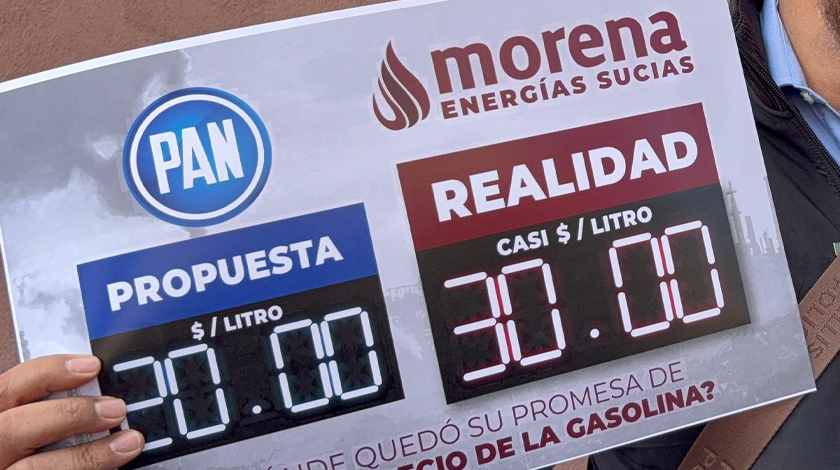 PAN
morena
ENERGÍAS SUCIAS
PROPUESTA
$ / LITRO
20.00
REALIDAD
CASI $ / LITRO
30.00
QUEDÓ SU PROMESA DE
DE LA GASOLINA?